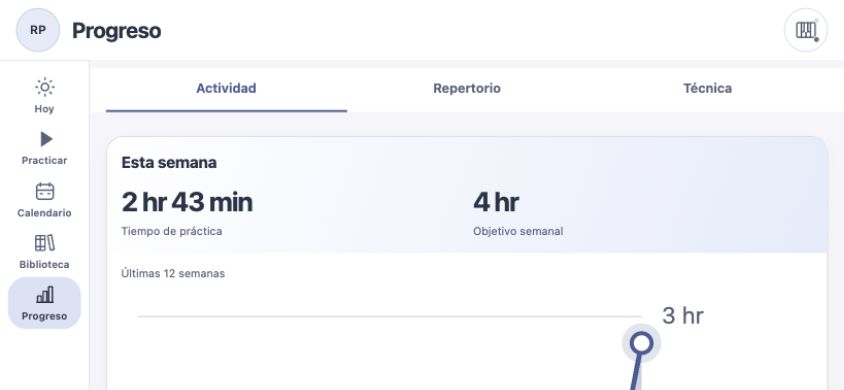 RP
Progreso
Hoy
Practicar
Calendario
Biblioteca
Progreso
Actividad
Repertorio
Técnica
Esta semana
2 hr 43 min
4 hr
Tiempo de práctica
Objetivo semanal
Últimas 12 semanas
3 hr